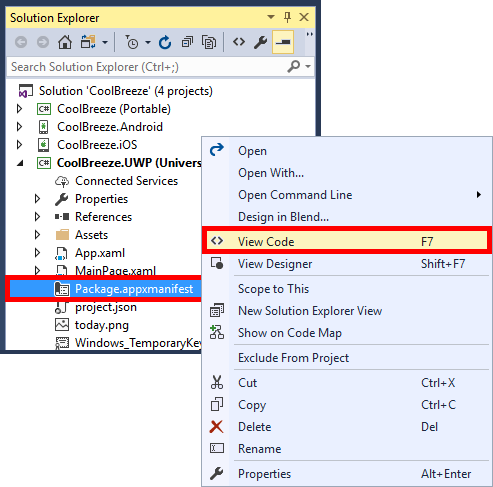 Solution Explorer
Search Solution Explorer (Ctrl+;)
Solution 'CoolBreeze' (4 projects)
C# CoolBreeze (Portable)
CoolBreeze.Android
CoolBreeze.iOS
C# CoolBreeze.UWP (Univers
Connected Services
Properties
References
Assets
App.xaml
MainPage.xaml
Package.appxmanifest
project.json
today.png
Windows_TemporaryKey
Open
Open With...
Open Command Line
Design in Blend...
View Code F7
View Designer Shift+F7
Scope to This
New Solution Explorer View
Show on Code Map
Exclude From Project
Cut Ctrl+X
Copy Ctrl+C
Delete Del
Rename
Properties Alt+Enter